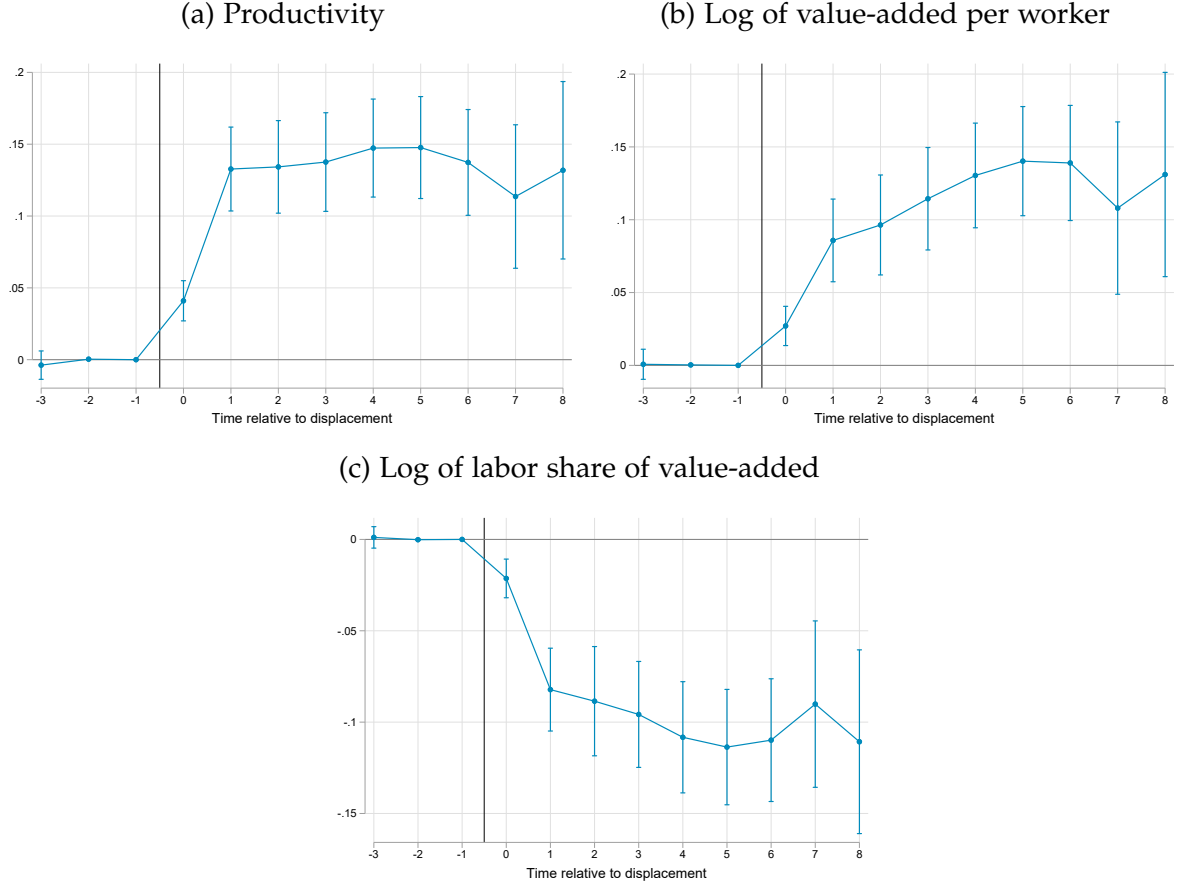 (a) Productivity
.2
.15
.1
.05
0
-3 -2 -1 0 1 2 3 4 5 6 7 8
Time relative to displacement
(b) Log of value-added per worker
.2
.15
.1
.05
0
-3 -2 -1 0 1 2 3 4 5 6 7 8
Time relative to displacement
(c) Log of labor share of value-added
0
-.05
-.1
-.15
-3 -2 -1 0 1 2 3 4 5 6 7 8
Time relative to displacement